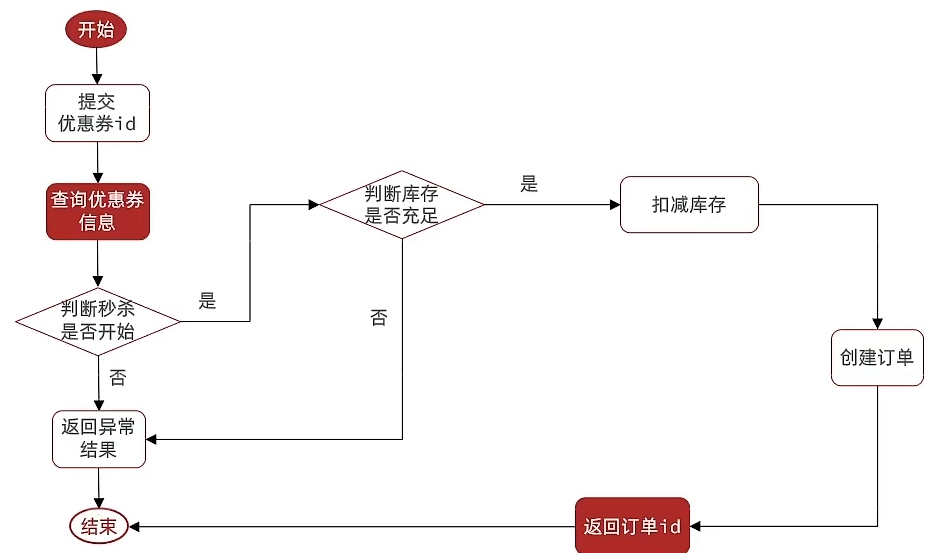 开始
提交
优惠券id
查询优惠券
信息
判断秒杀
是否开始
是
否
返回异常
结果
结束
判断库存
是否充足
是
否
扣减库存
创建订单
返回订单id